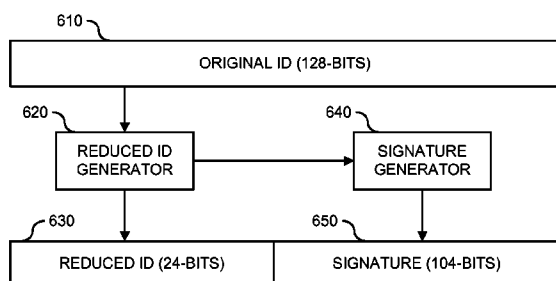 610
ORIGINAL ID (128-BITS)
620
640
REDUCED ID
GENERATOR
SIGNATURE
GENERATOR
630
650
REDUCED ID (24-BITS)
SIGNATURE (104-BITS)